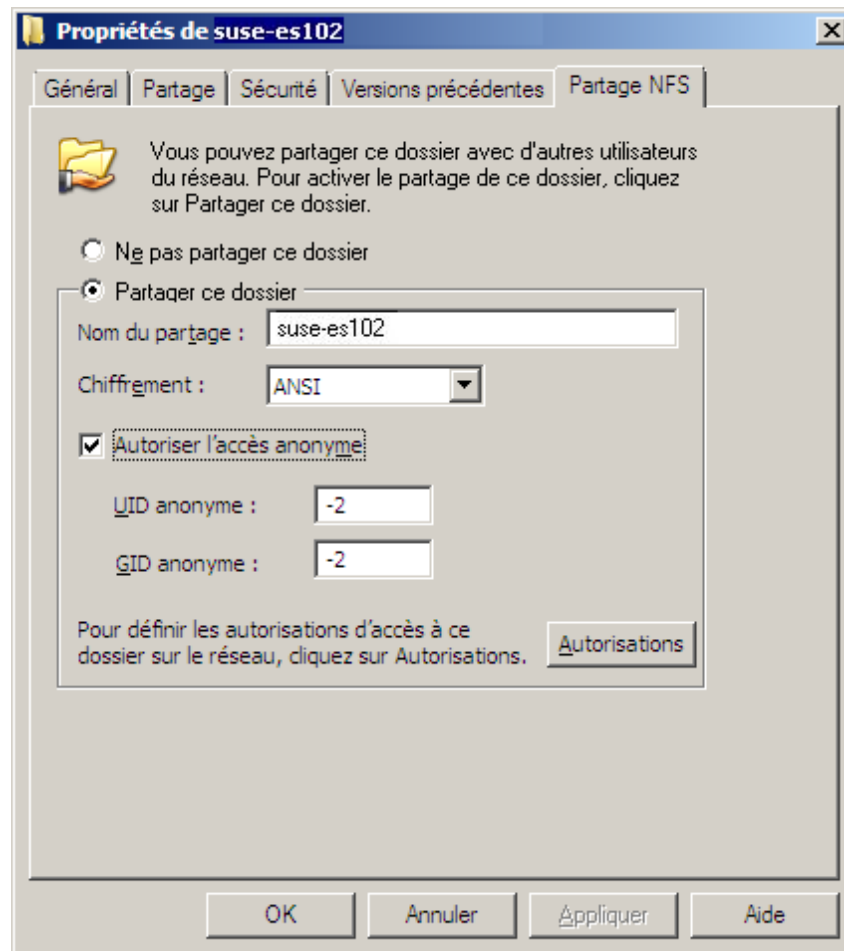 Propriétés de suse-es102
Général
Partage
Sécurité
Versions précédentes
Partage NFS
Vous pouvez partager ce dossier avec d'autres utilisateurs
du réseau. Pour activer le partage de ce dossier, cliquez
sur Partager ce dossier.
Ne pas partager ce dossier
Partager ce dossier
Nom du partage : suse-es102
Chiffrement : ANSI
Autoriser l'accès anonyme
UID anonyme : -2
GID anonyme : -2
Pour définir les autorisations d'accès à ce
dossier sur le réseau, cliquez sur Autorisations.
Autorisations
OK
Annuler
Appliquer
Aide